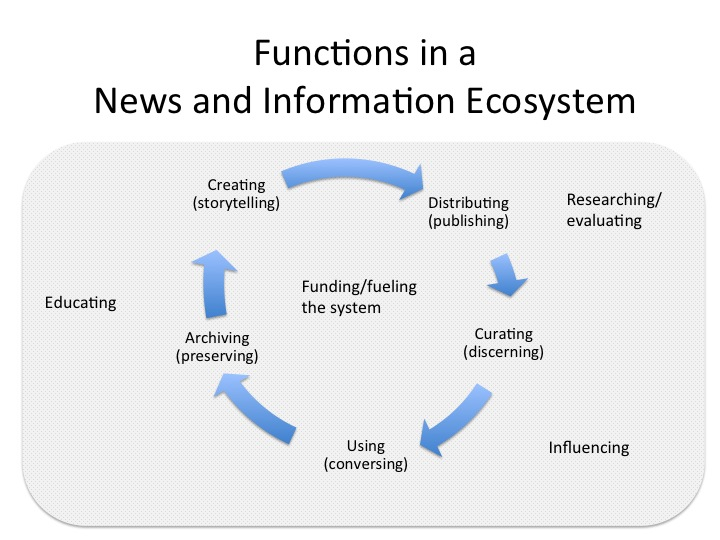 Functions in a
News and Information Ecosystem
Creating
(storytelling)
Distributing
(publishing)
Researching/
evaluating
Educating
Funding/fueling
the system
Archiving
(preserving)
Curating
(discerning)
Using
(conversing)
Influencing